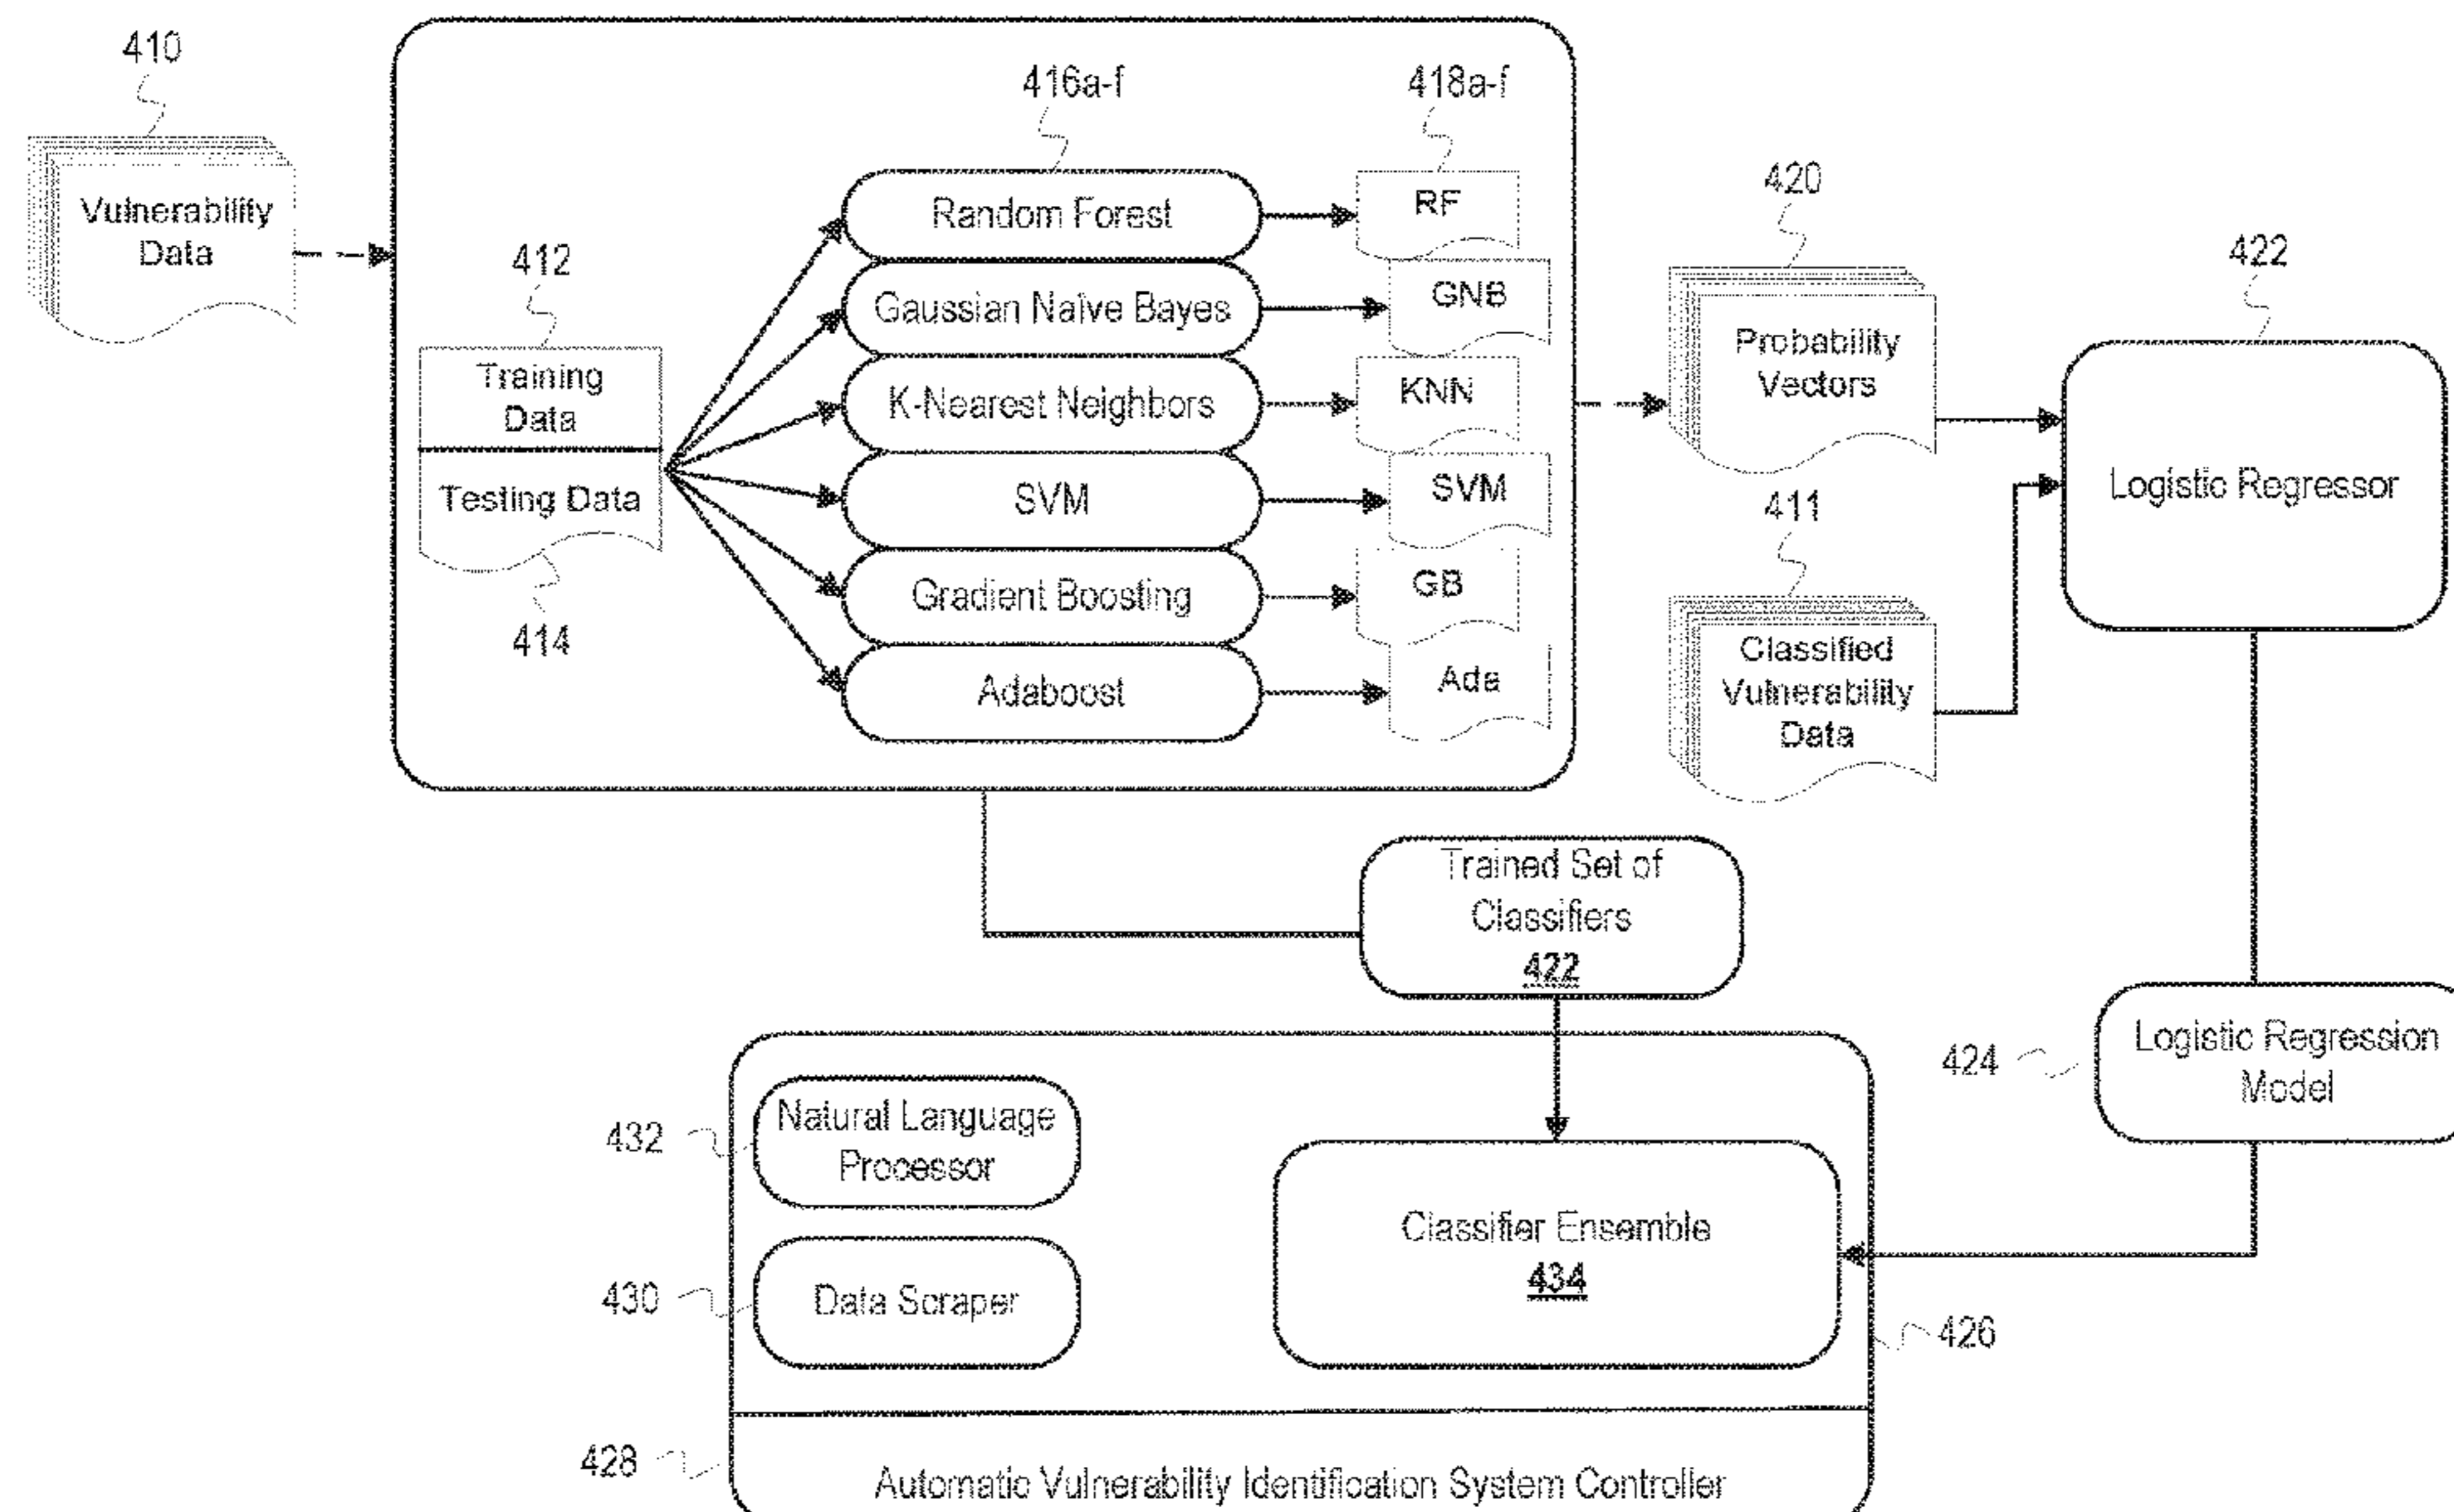 410
Vulnerability
Data
412
Training
Data
Testing Data
414
416a-f
418a-f
Random Forest
RF
Gaussian Naïve Bayes
GNB
K-Nearest Neighbors
KNN
SVM
SVM
Gradient Boosting
GB
Adaboost
Ada
420
Probability
Vectors
411
Classified
Vulnerability
Data
422
Logistic Regressor
Trained Set of
Classifiers
422
424
Logistic Regression
Model
432
Natural Language
Processor
430
Data Scraper
Classifier Ensemble
434
426
428
Automatic Vulnerability Identification System Controller